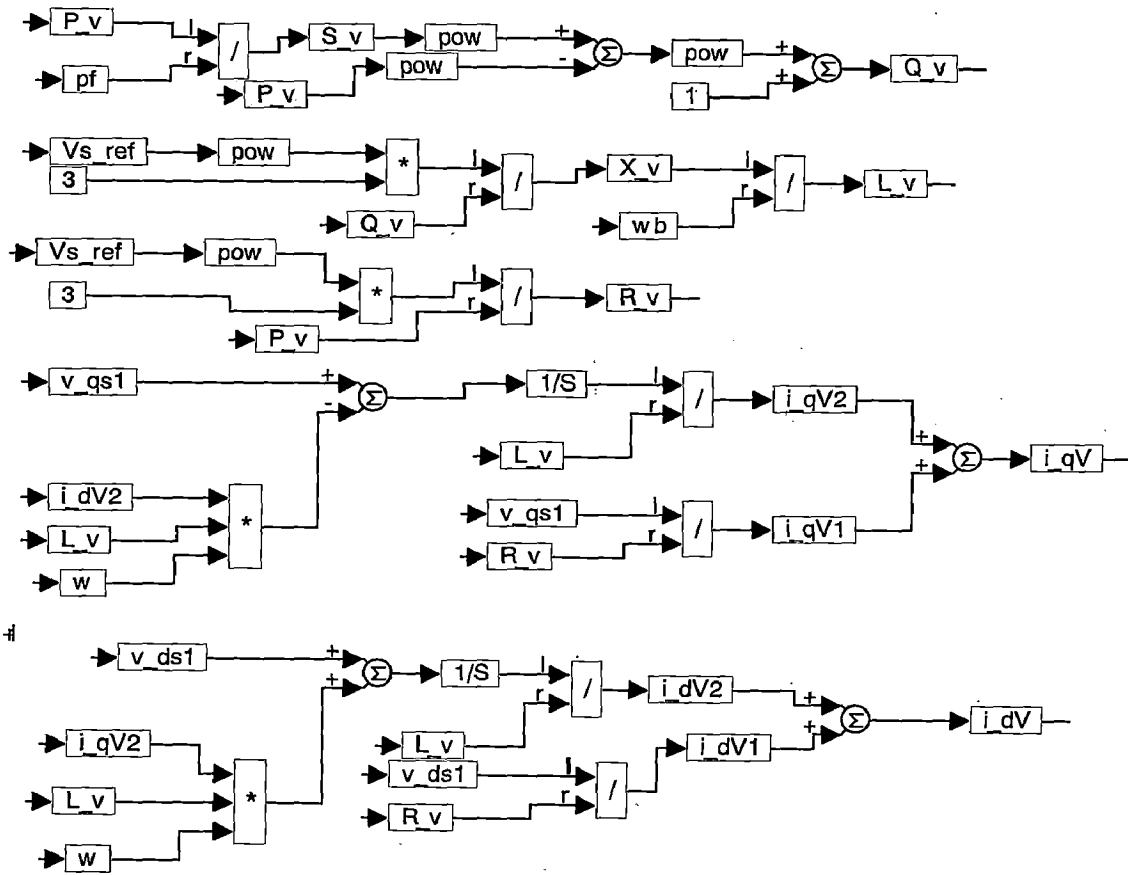 P_v l / S_v pow + Σ pow + Σ Q_v
pf r P_v pow - 1 +
Vs_ref pow * l / X_v l / L_v
3 Q_v r wb r
Vs_ref pow * l / R_v
3 P_v r
v_qs1 + Σ 1/S l / i_qV2
- L_v r + Σ i_qV
i_dV2 * v_qs1 l / i_qV1 +
L_v R_v r
w
v_ds1 + Σ 1/S l / i_dV2 + Σ i_dV
+ L_v r i_dV1 +
i_qV2 * v_ds1 l /
L_v R_v r
w